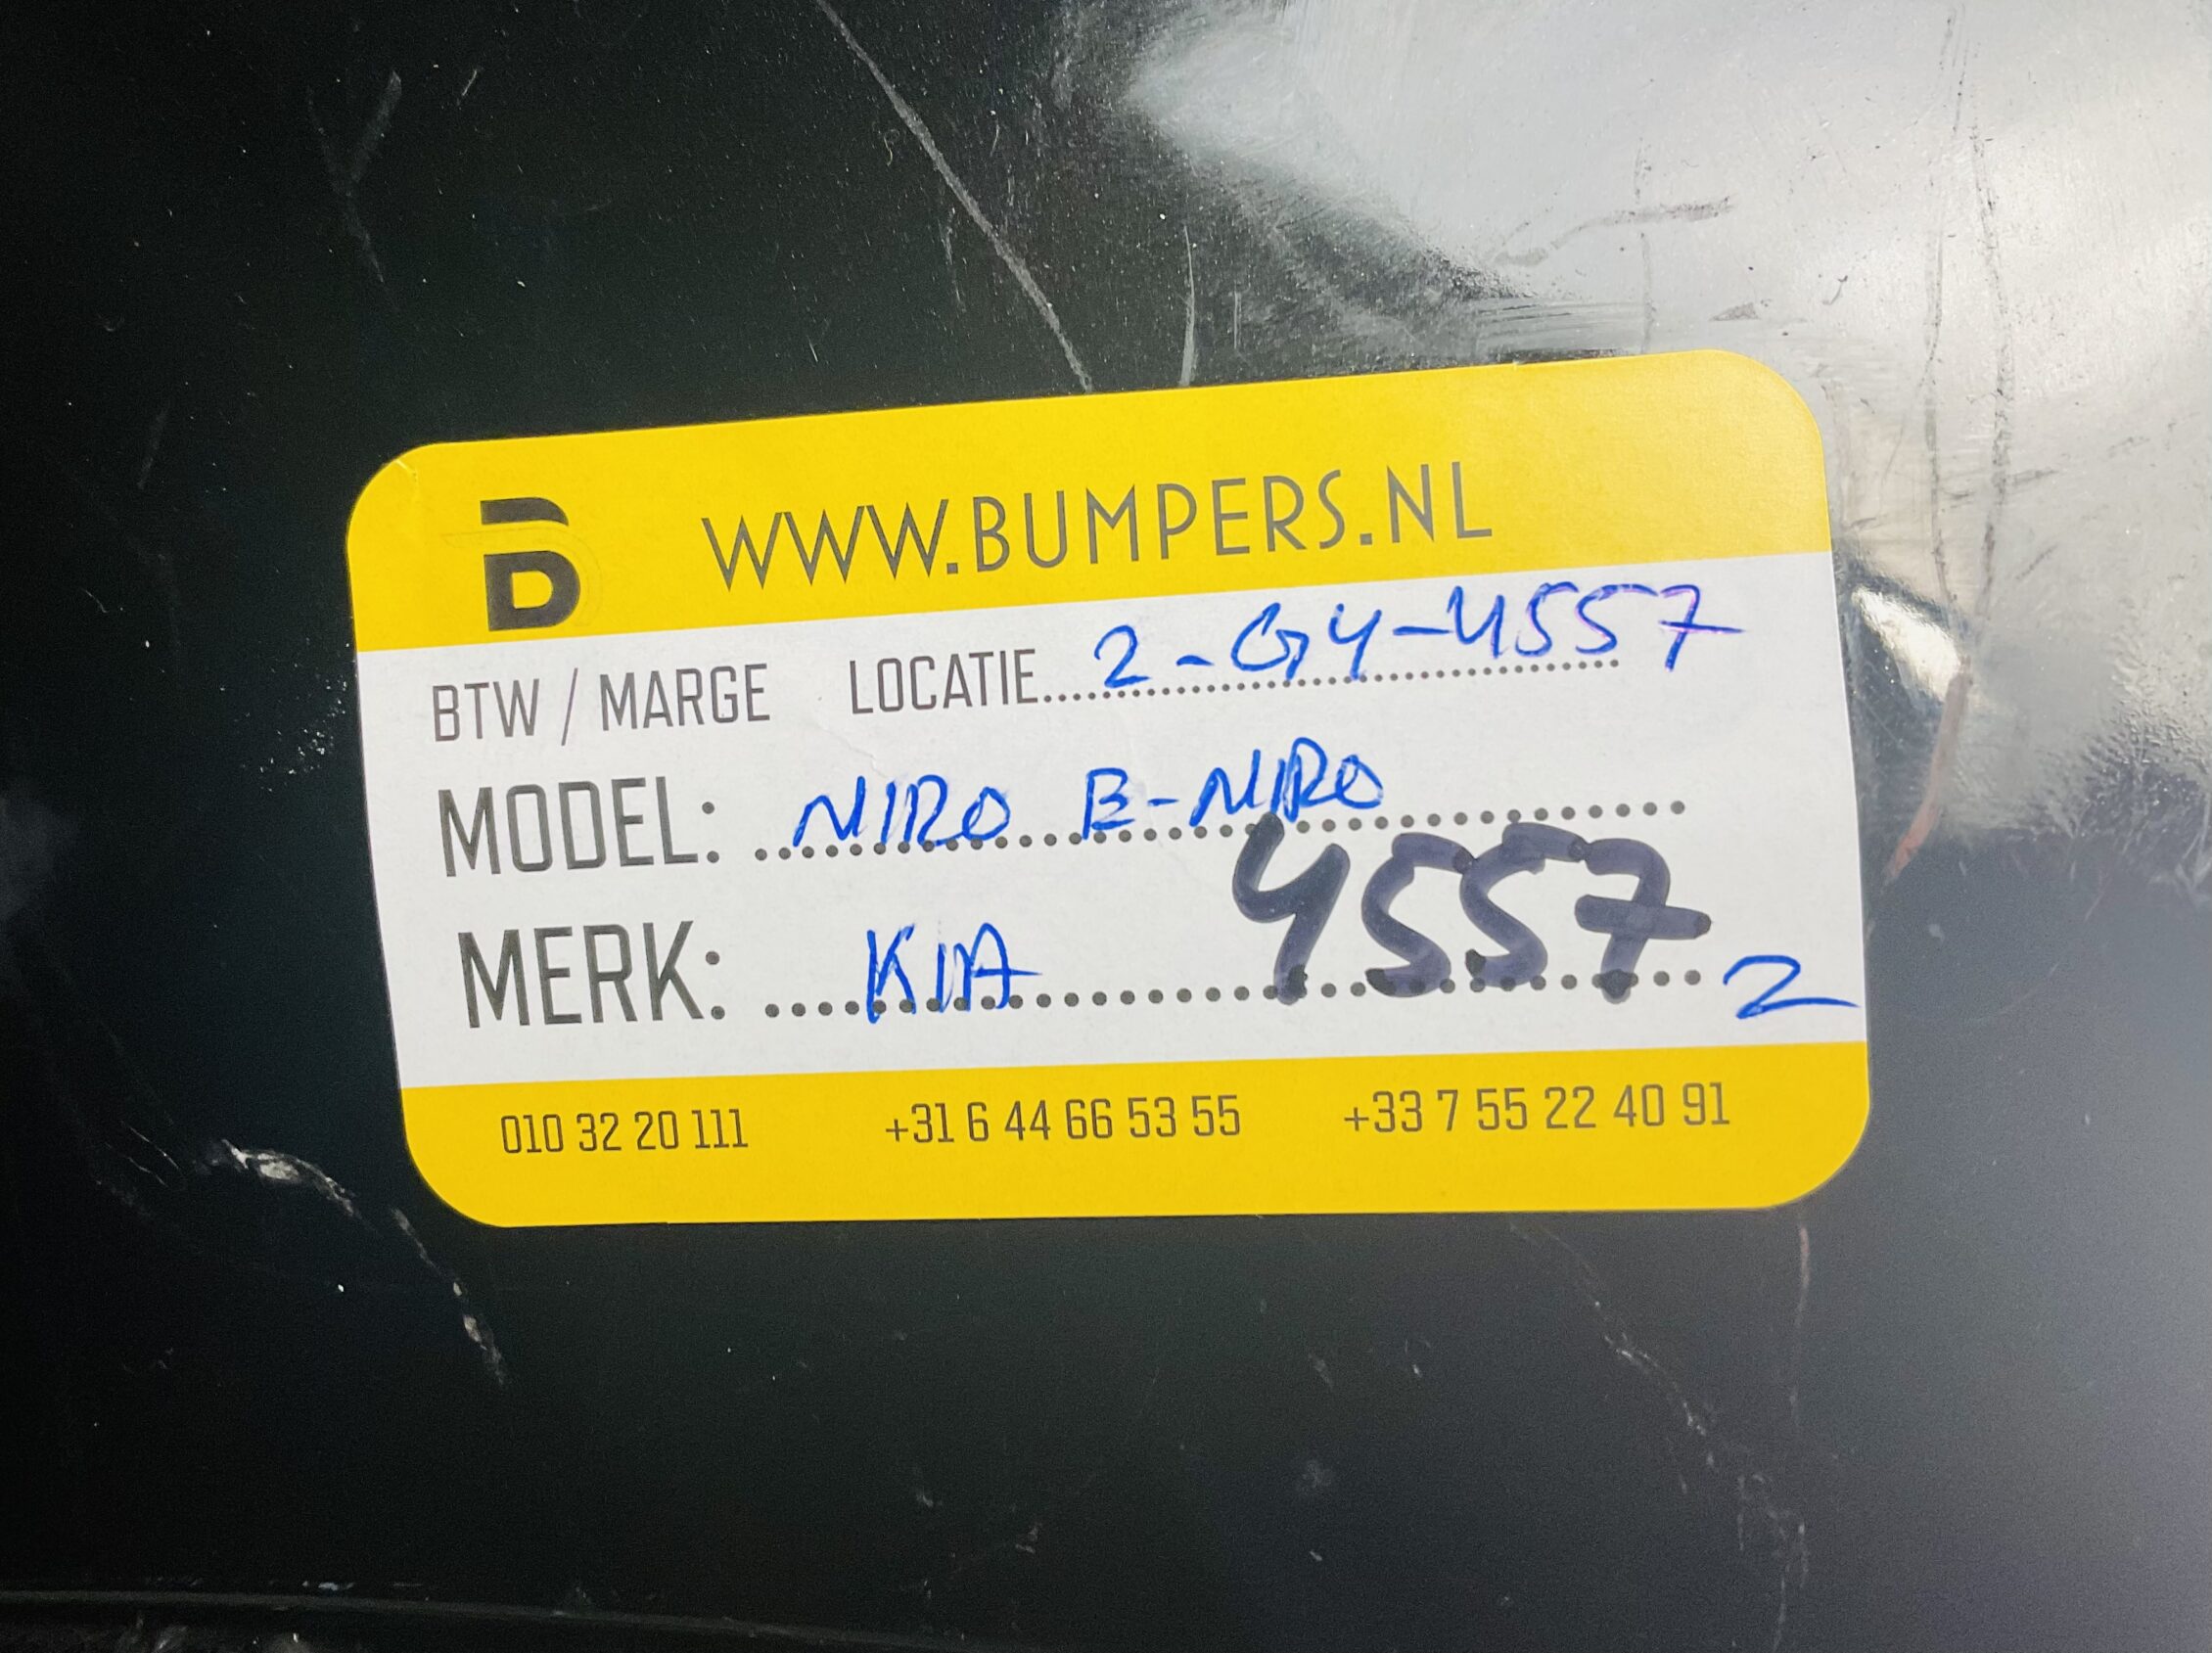 B WWW.BUMPERS.NL
BTW / MARGE LOCATIE 2-G4-4557
MODEL: NIRO E-NIRO
4557
MERK: KIA 2
010 32 20 111 +31 6 44 66 53 55 +33 7 55 22 40 91